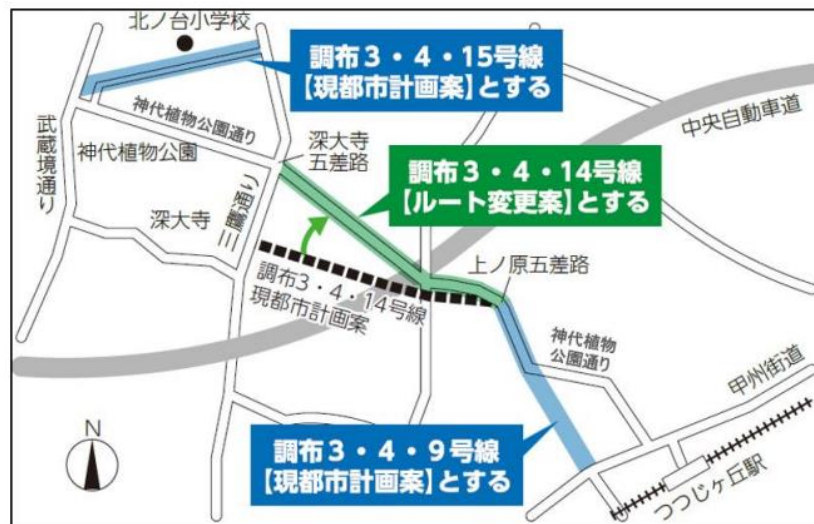 北ノ台小学校
調布3・4・15号線
【現都市計画案】とする
中央自動車道
武蔵境通り
神代植物公園通り
神代植物公園
深大寺
五差路
調布3・4・14号線
【ルート変更案】とする
三鷹通り
深大寺
上ノ原五差路
調布3・4・14号線
現都市計画案
神代植物
公園通り
甲州街道
N
調布3・4・9号線
【現都市計画案】とする
つつじヶ丘駅